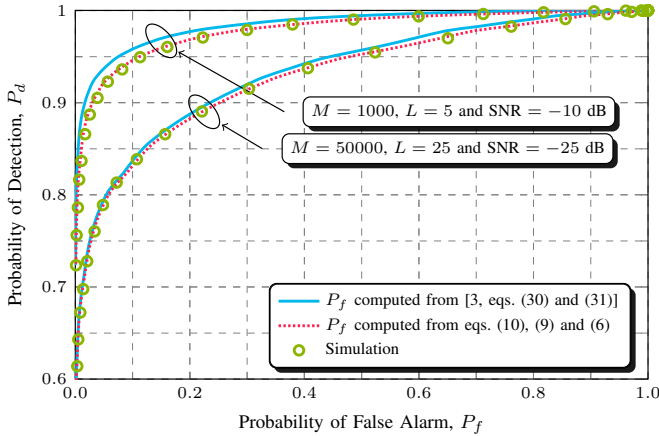 1.0
0.9
0.8
0.7
0.6
Probability of Detection, P_d
M = 1000, L = 5 and SNR = −10 dB
M = 50000, L = 25 and SNR = −25 dB
P_f computed from [3, eqs. (30) and (31)]
P_f computed from eqs. (10), (9) and (6)
Simulation
0.0 0.2 0.4 0.6 0.8 1.0
Probability of False Alarm, P_f